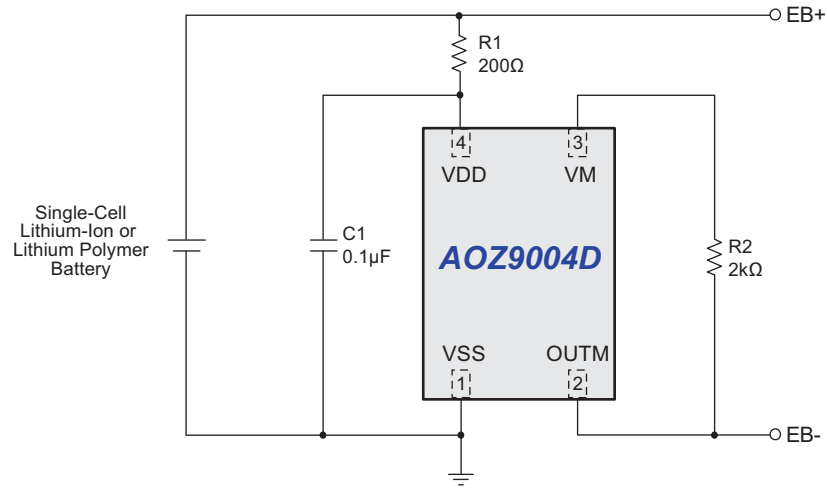 EB+
R1
200Ω
4
3
VDD
VM
Single-Cell
Lithium-Ion or
Lithium Polymer
Battery
C1
0.1µF
AOZ9004D
R2
2kΩ
VSS
OUTM
1
2
EB-